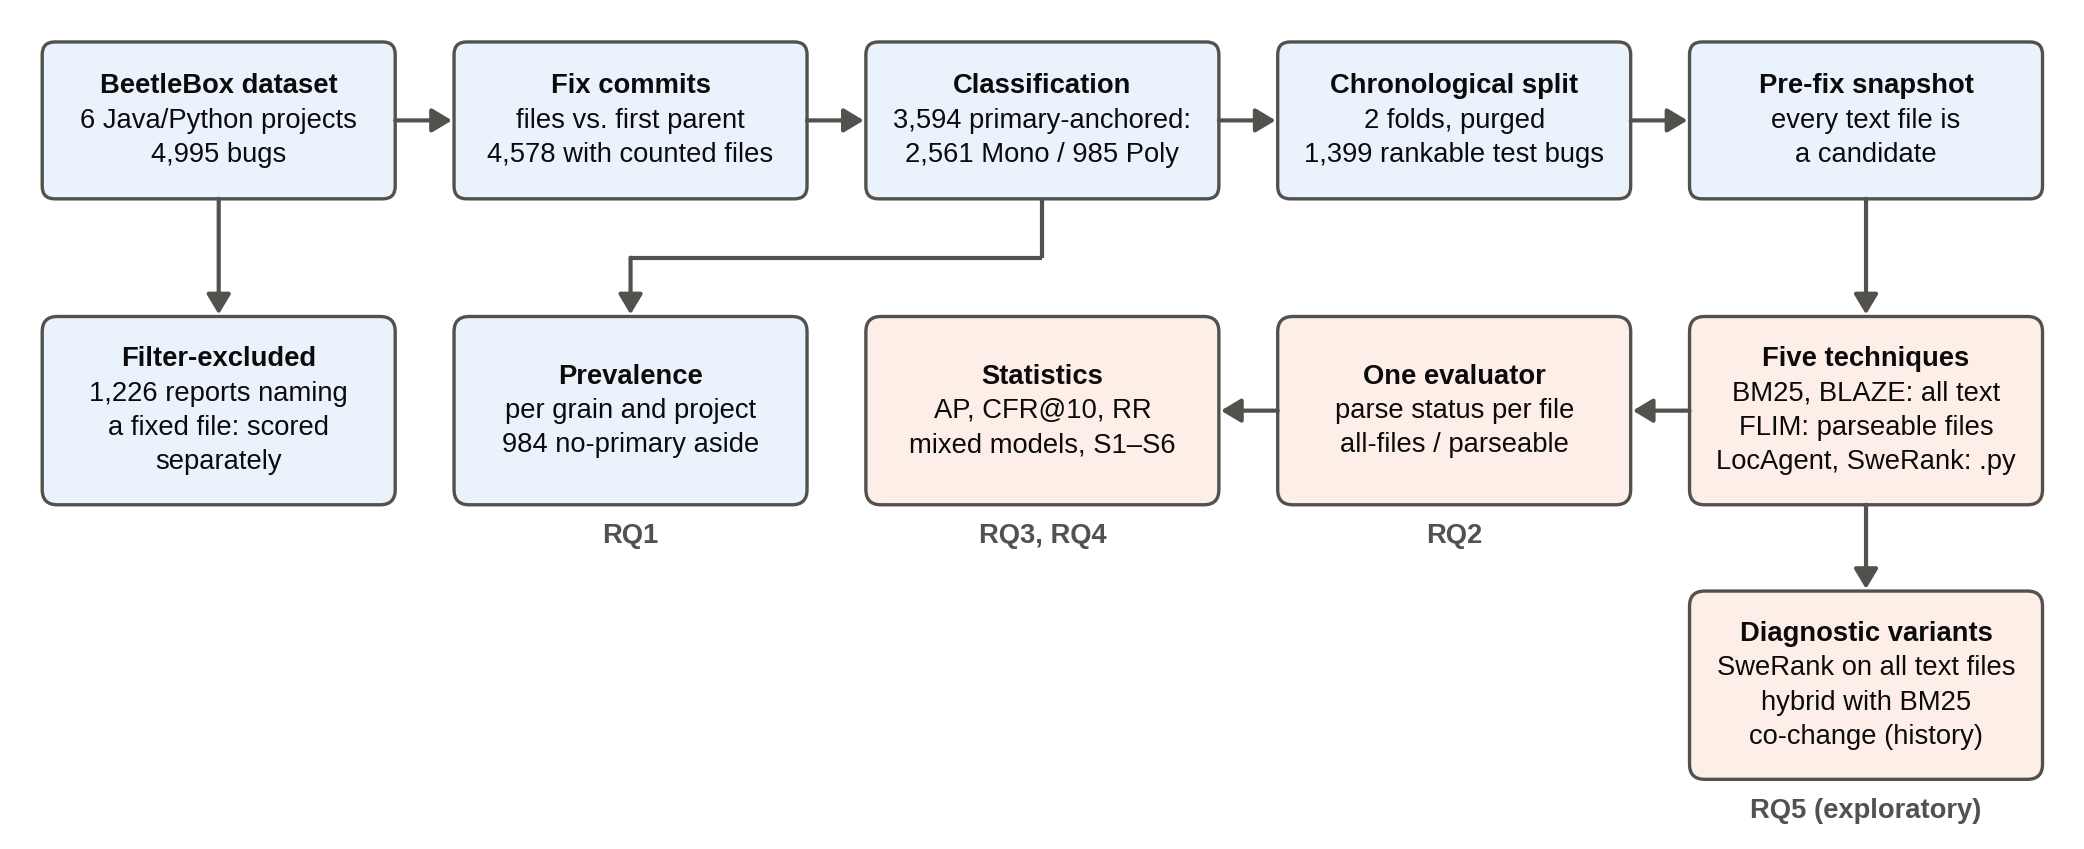 BeetleBox dataset
6 Java/Python projects
4,995 bugs
Fix commits
files vs. first parent
4,578 with counted files
Classification
3,594 primary-anchored:
2,561 Mono / 985 Poly
Chronological split
2 folds, purged
1,399 rankable test bugs
Pre-fix snapshot
every text file is
a candidate
Filter-excluded
1,226 reports naming
a fixed file: scored
separately
Prevalence
per grain and project
984 no-primary aside
RQ1
Statistics
AP, CFR@10, RR
mixed models, S1–S6
RQ3, RQ4
One evaluator
parse status per file
all-files / parseable
RQ2
Five techniques
BM25, BLAZE: all text
FLIM: parseable files
LocAgent, SweRank: .py
Diagnostic variants
SweRank on all text files
hybrid with BM25
co-change (history)
RQ5 (exploratory)